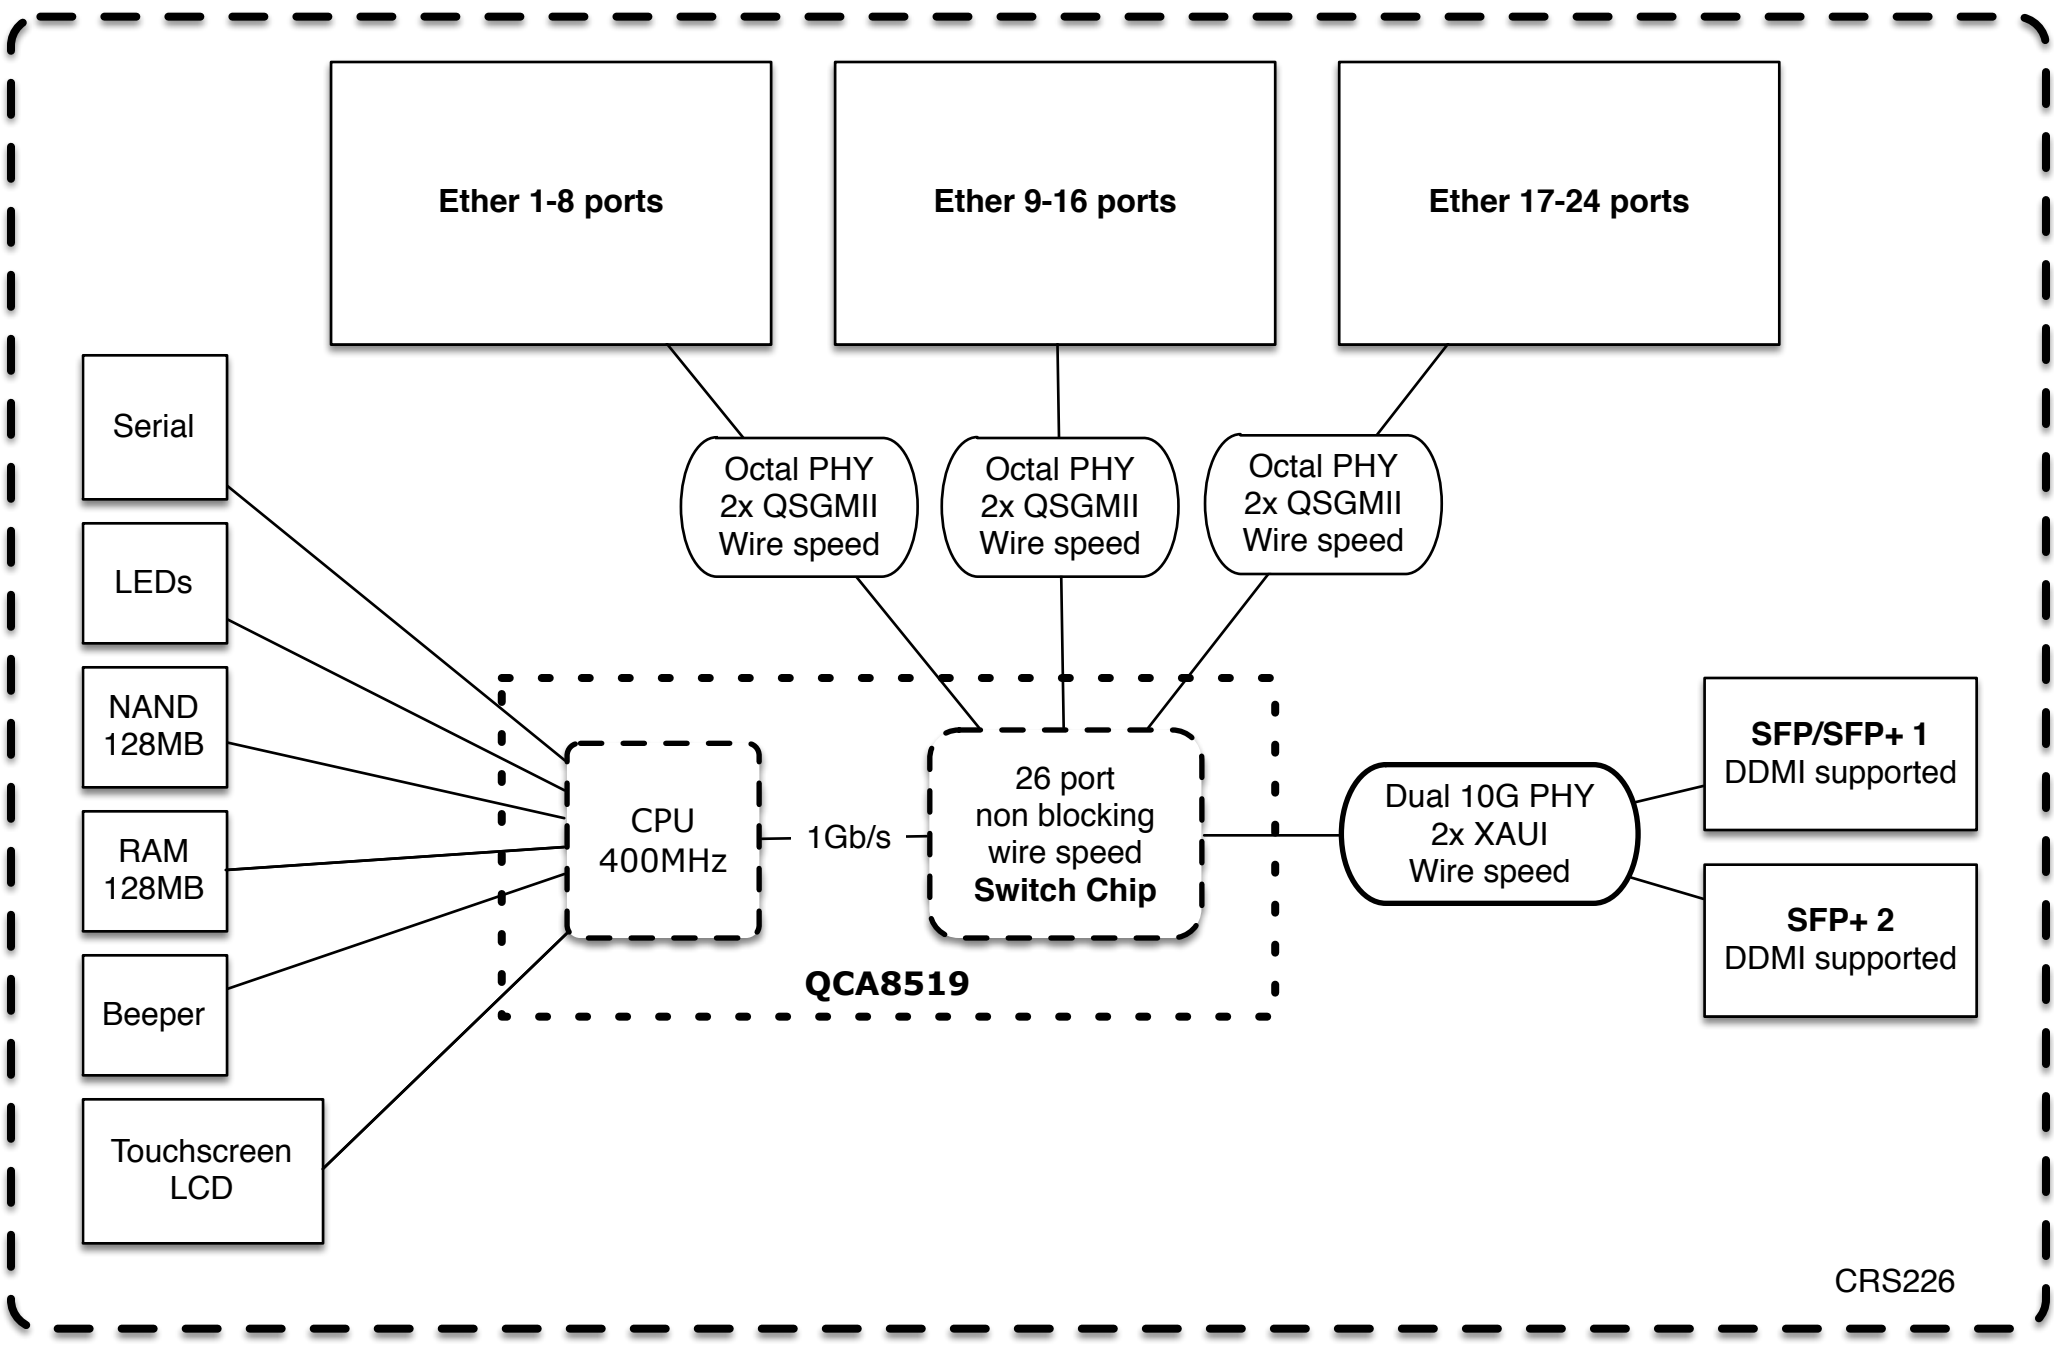 Ether 1-8 ports
Ether 9-16 ports
Ether 17-24 ports
Serial
LEDs
NAND
128MB
RAM
128MB
Beeper
Touchscreen
LCD
Octal PHY
2x QSGMII
Wire speed
Octal PHY
2x QSGMII
Wire speed
Octal PHY
2x QSGMII
Wire speed
CPU
400MHz
1Gb/s
26 port
non blocking
wire speed
Switch Chip
QCA8519
Dual 10G PHY
2x XAUI
Wire speed
SFP/SFP+ 1
DDMI supported
SFP+ 2
DDMI supported
CRS226